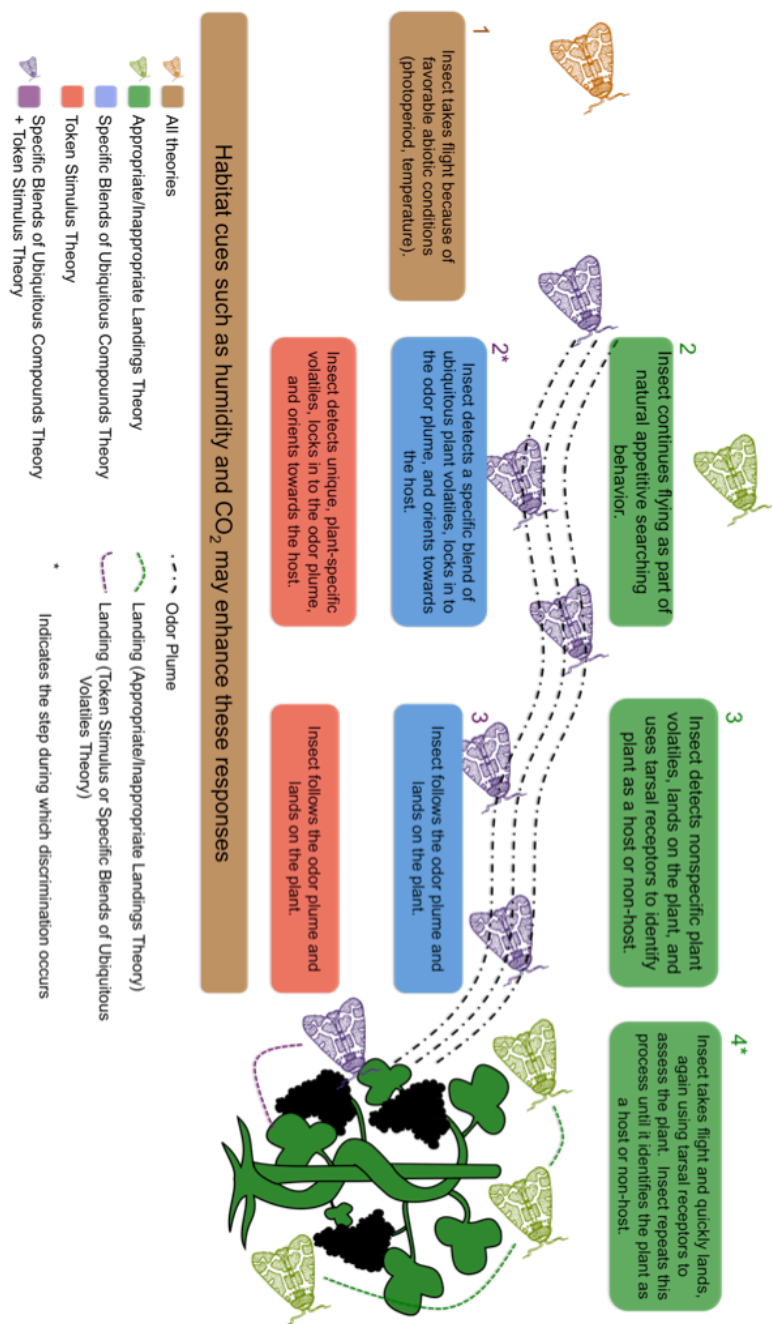 1
Insect takes flight because of
favorable abiotic conditions
(photoperiod, temperature).
2
Insect continues flying as part of
natural appetitive searching
behavior.
3
Insect detects nonspecific plant
volatiles, lands on the plant, and
uses tarsal receptors to identify
plant as a host or non-host.
4*
Insect takes flight and quickly lands,
again using tarsal receptors to
assess the plant. Insect repeats this
process until it identifies the plant as
a host or non-host.
2*
Insect detects a specific blend of
ubiquitous plant volatiles, locks in to
the odor plume, and orients towards
the host.
3
Insect follows the odor plume and
lands on the plant.
Insect detects unique, plant-specific
volatiles, locks in to the odor plume,
and orients towards the host.
Insect follows the odor plume and
lands on the plant.
Habitat cues such as humidity and CO₂ may enhance these responses
All theories
Appropriate/Inappropriate Landings Theory
Specific Blends of Ubiquitous Compounds Theory
Token Stimulus Theory
Specific Blends of Ubiquitous Compounds Theory
+ Token Stimulus Theory
Odor Plume
Landing (Appropriate/Inappropriate Landings Theory)
Landing (Token Stimulus or Specific Blends of Ubiquitous
Volatiles Theory)
* Indicates the step during which discrimination occurs